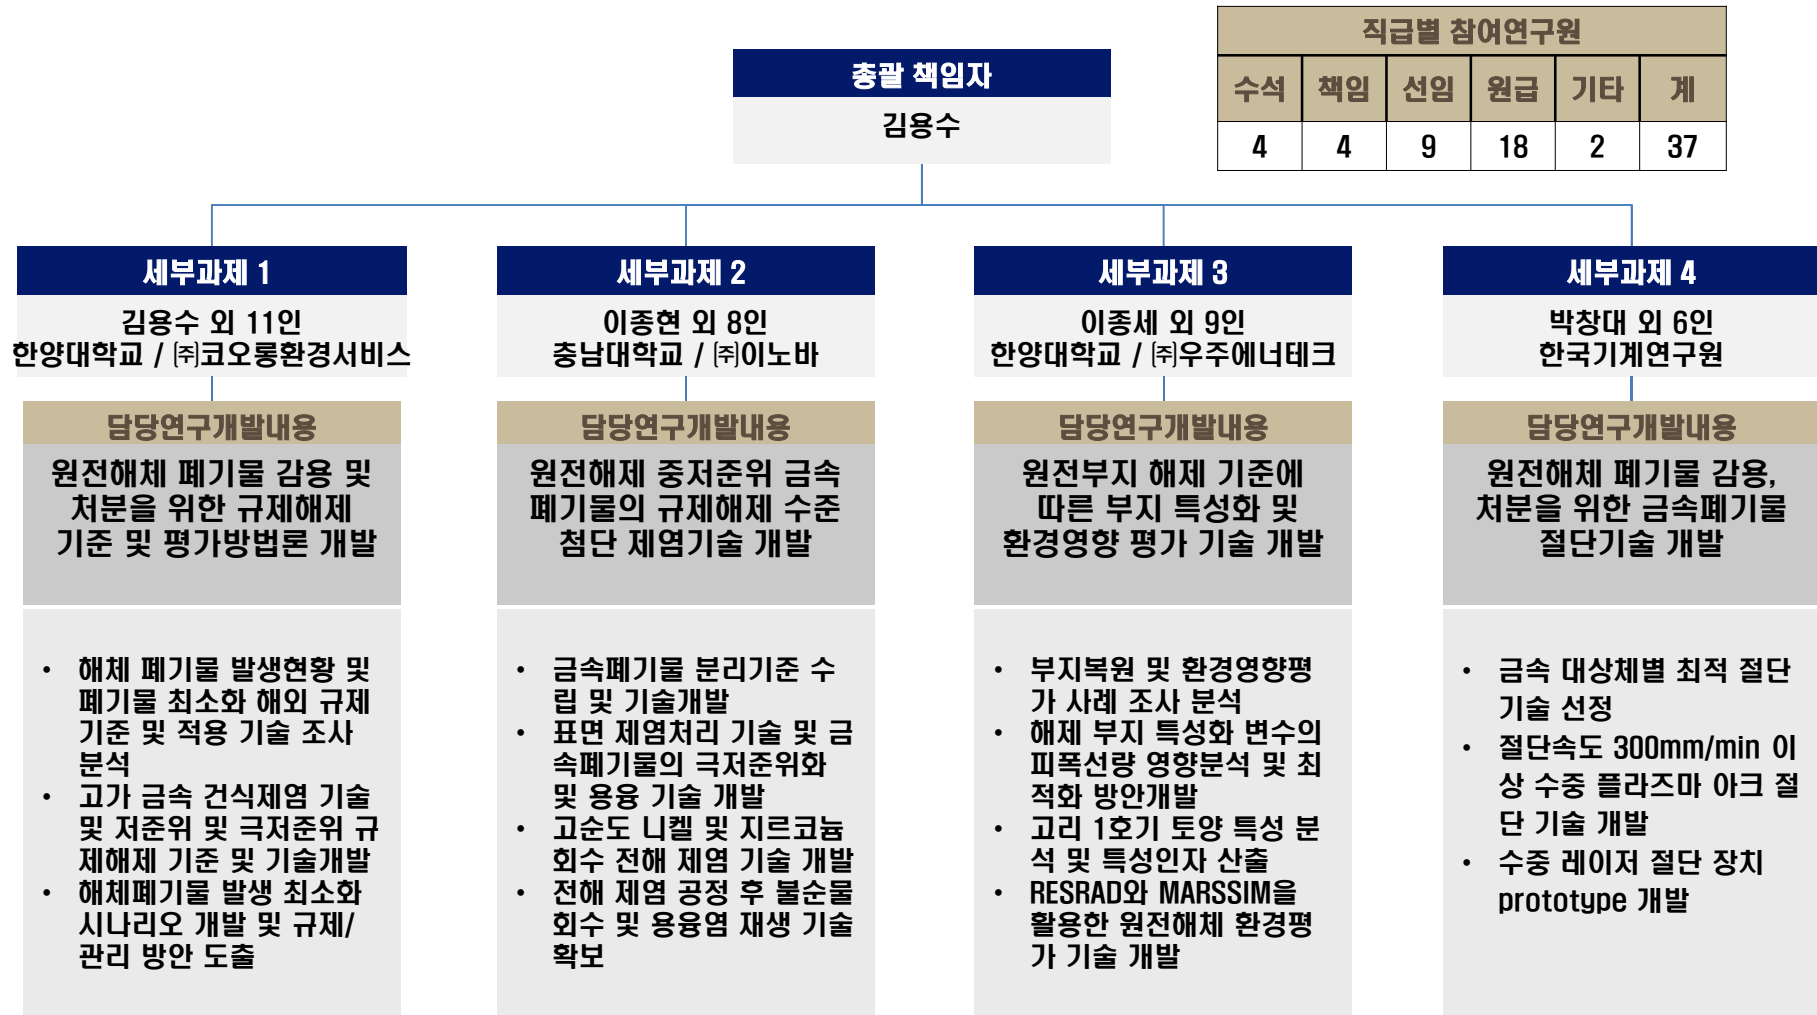 직급별 참여연구원
수석 책임 선임 원급 기타 계
4 4 9 18 2 37
총괄 책임자
김용수
세부과제 1
김용수 외 11인
한양대학교 / ㈜코오롱환경서비스
담당연구개발내용
원전해체 폐기물 감용 및
처분을 위한 규제해제
기준 및 평가방법론 개발
• 해체 폐기물 발생현황 및
폐기물 최소화 해외 규제
기준 및 적용 기술 조사
분석
• 고가 금속 건식제염 기술
및 저준위 및 극저준위 규
제해제 기준 및 기술개발
• 해체폐기물 발생 최소화
시나리오 개발 및 규제/
관리 방안 도출
세부과제 2
이종현 외 8인
충남대학교 / ㈜이노바
담당연구개발내용
원전해제 중저준위 금속
폐기물의 규제해제 수준
첨단 제염기술 개발
• 금속폐기물 분리기준 수
립 및 기술개발
• 표면 제염처리 기술 및 금
속폐기물의 극저준위화
및 용융 기술 개발
• 고순도 니켈 및 지르코늄
회수 전해 제염 기술 개발
• 전해 제염 공정 후 불순물
회수 및 용융염 재생 기술
확보
세부과제 3
이종세 외 9인
한양대학교 / ㈜우주에너테크
담당연구개발내용
원전부지 해제 기준에
따른 부지 특성화 및
환경영향 평가 기술 개발
• 부지복원 및 환경영향평
가 사례 조사 분석
• 해제 부지 특성화 변수의
피폭선량 영향분석 및 최
적화 방안개발
• 고리 1호기 토양 특성 분
석 및 특성인자 산출
• RESRAD와 MARSSIM을
활용한 원전해체 환경평
가 기술 개발
세부과제 4
박창대 외 6인
한국기계연구원
담당연구개발내용
원전해체 폐기물 감용,
처분을 위한 금속폐기물
절단기술 개발
• 금속 대상체별 최적 절단
기술 선정
• 절단속도 300mm/min 이
상 수중 플라즈마 아크 절
단 기술 개발
• 수중 레이저 절단 장치
prototype 개발